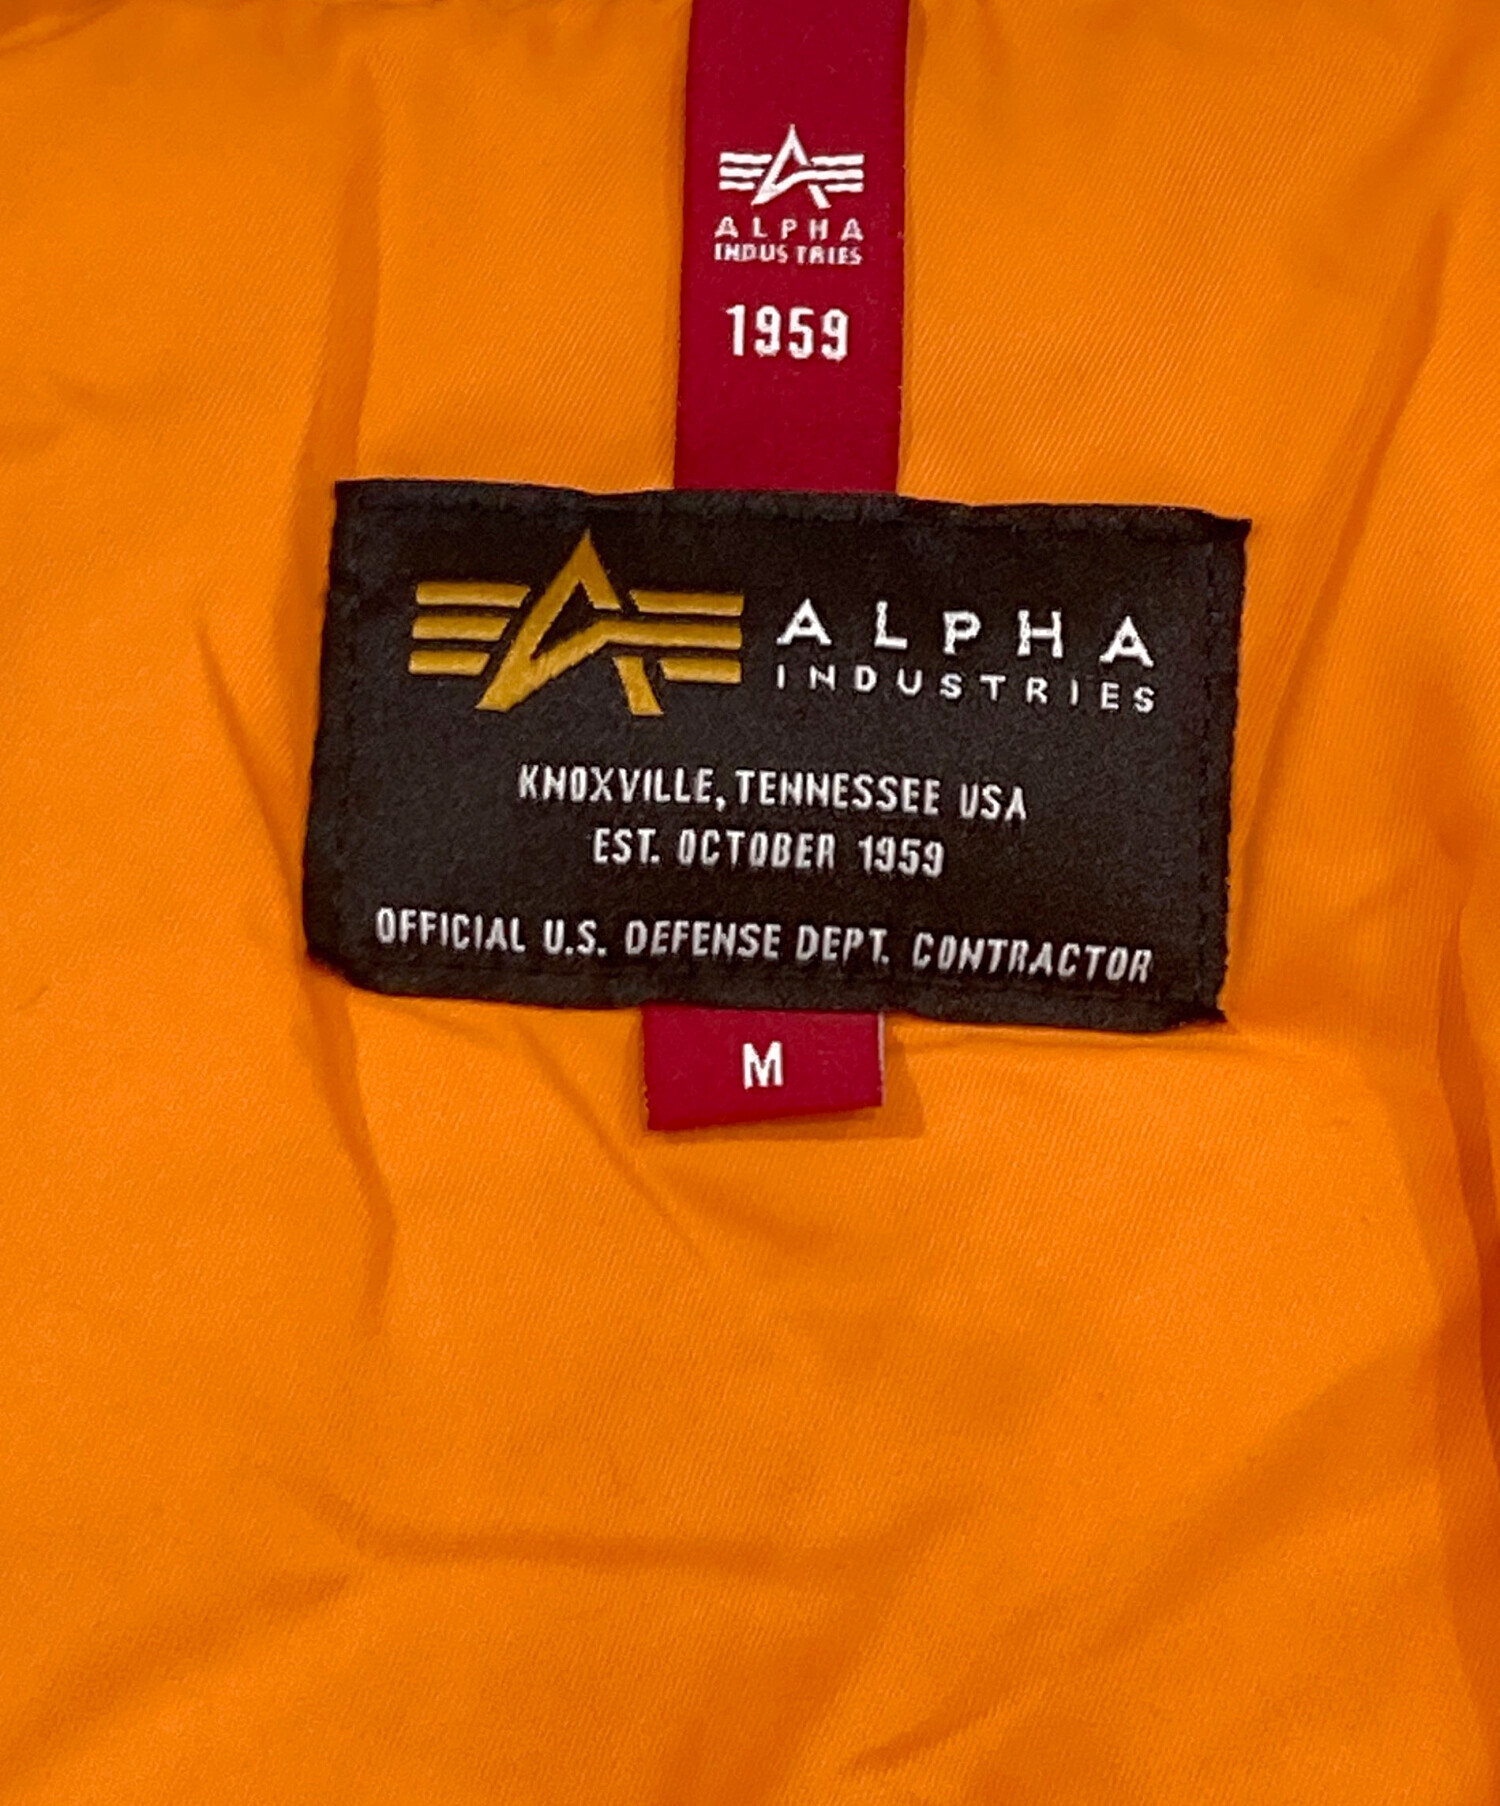 ALPHA
INDUSTRIES
1959
ALPHA
INDUSTRIES
KNOXVILLE, TENNESSEE USA
EST. OCTOBER 1959
OFFICIAL U.S. DEFENSE DEPT. CONTRACTOR
M